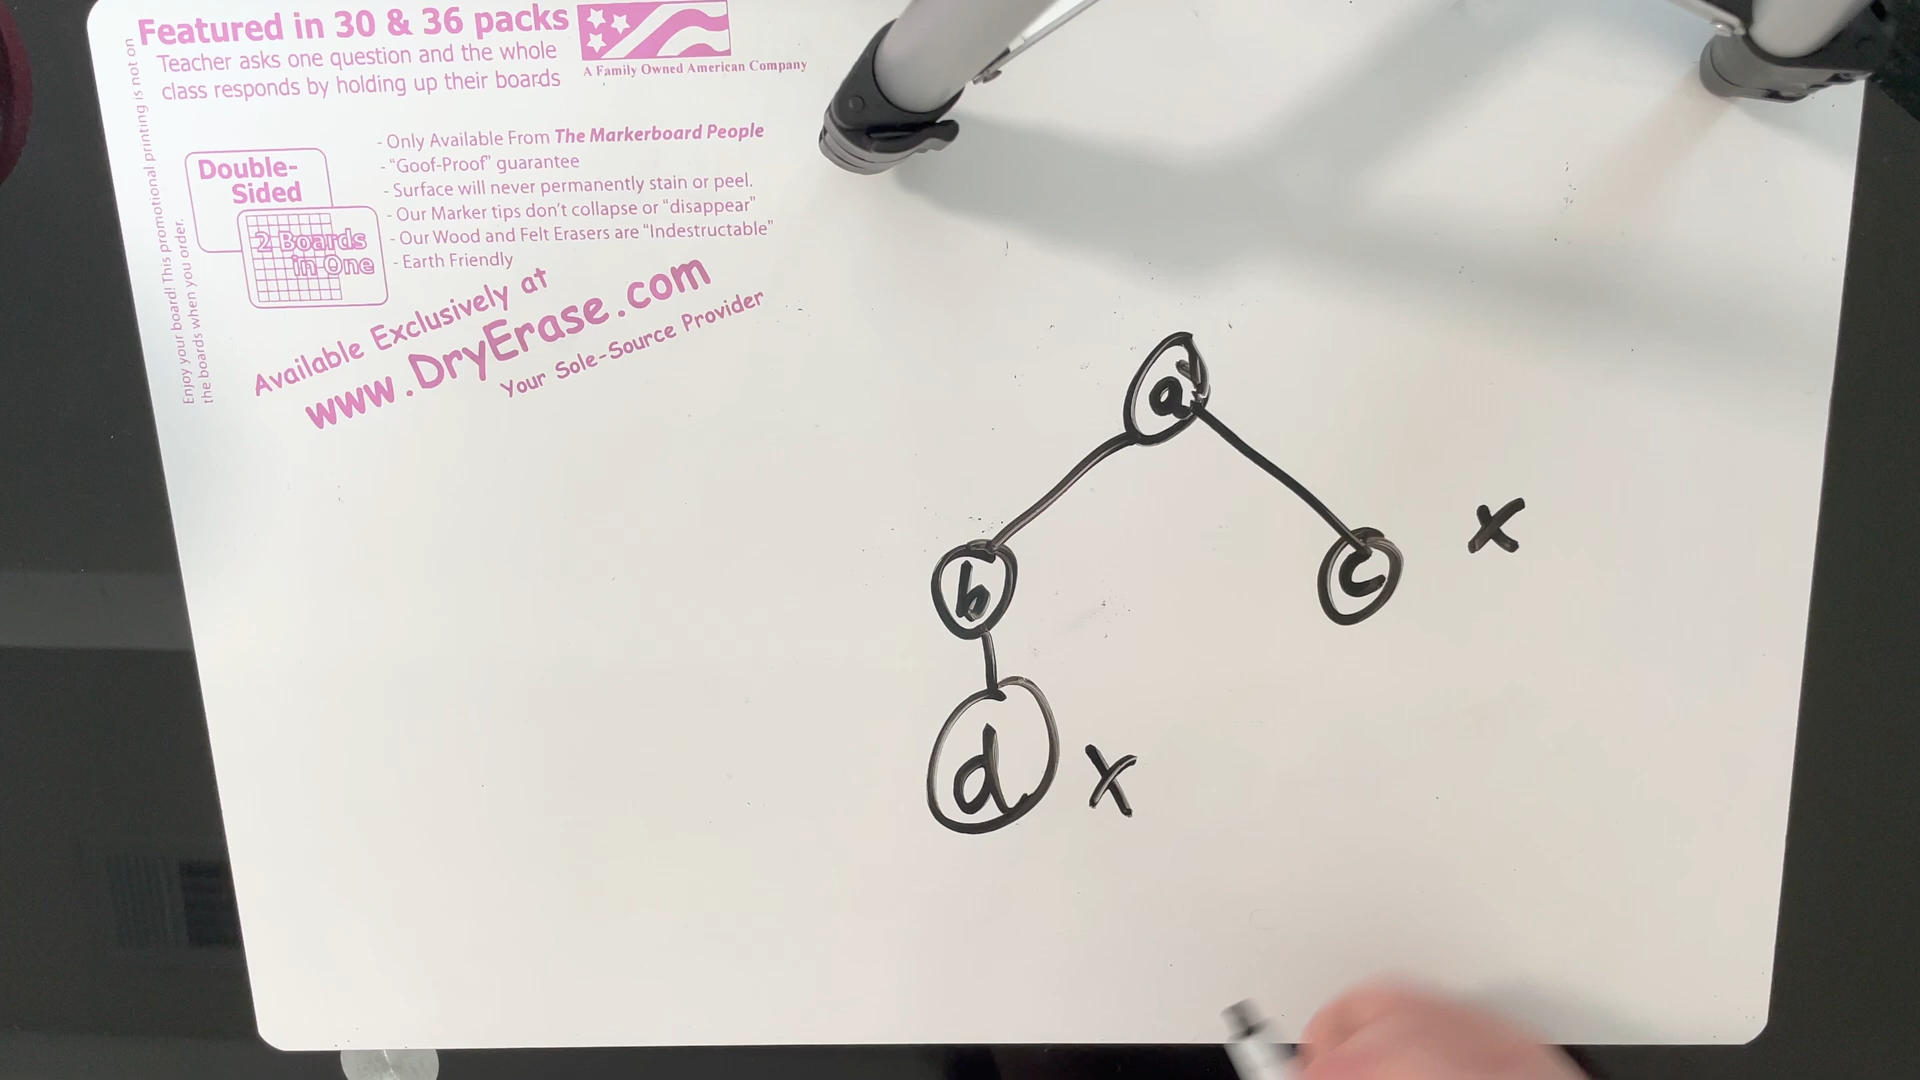 Featured in 30 & 36 packs
Teacher asks one question and the whole
class responds by holding up their boards
A Family Owned American Company
Enjoy your board! This promotional printing is not on
the boards when you order.
Double-
Sided
2 Boards
in One
- Only Available From The Markerboard People
- “Goof-Proof” guarantee
- Surface will never permanently stain or peel.
- Our Marker tips don’t collapse or “disappear”
- Our Wood and Felt Erasers are “Indestructable”
- Earth Friendly
Available Exclusively at
www.DryErase.com
Your Sole-Source Provider
a
b
c
x
d
x